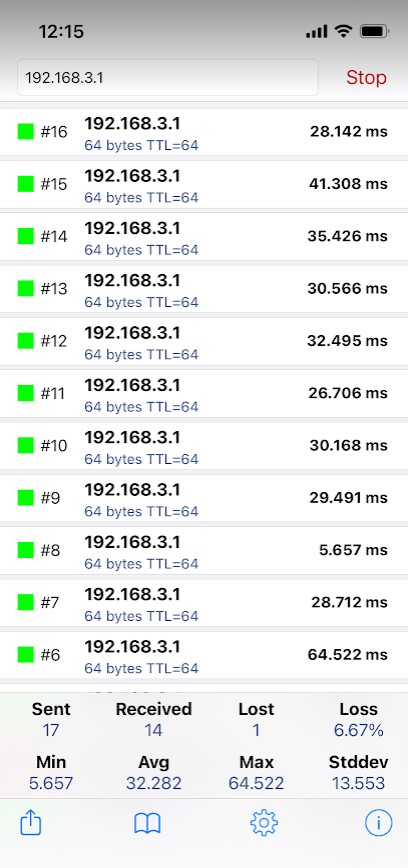 12:15
192.168.3.1 Stop
#16 192.168.3.1 28.142 ms
64 bytes TTL=64
#15 192.168.3.1 41.308 ms
64 bytes TTL=64
#14 192.168.3.1 35.426 ms
64 bytes TTL=64
#13 192.168.3.1 30.566 ms
64 bytes TTL=64
#12 192.168.3.1 32.495 ms
64 bytes TTL=64
#11 192.168.3.1 26.706 ms
64 bytes TTL=64
#10 192.168.3.1 30.168 ms
64 bytes TTL=64
#9 192.168.3.1 29.491 ms
64 bytes TTL=64
#8 192.168.3.1 5.657 ms
64 bytes TTL=64
#7 192.168.3.1 28.712 ms
64 bytes TTL=64
#6 192.168.3.1 64.522 ms
64 bytes TTL=64
Sent Received Lost Loss
17 14 1 6.67%
Min Avg Max Stddev
5.657 32.282 64.522 13.553